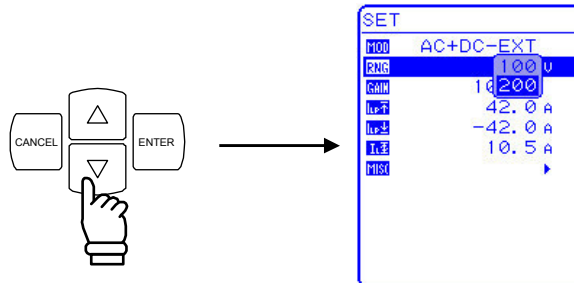 CANCEL
ENTER
SET
MOD AC+DC-EXT
RNG 100 V
GAIN 10 200
42.0 A
-42.0 A
10.5 A
MISC